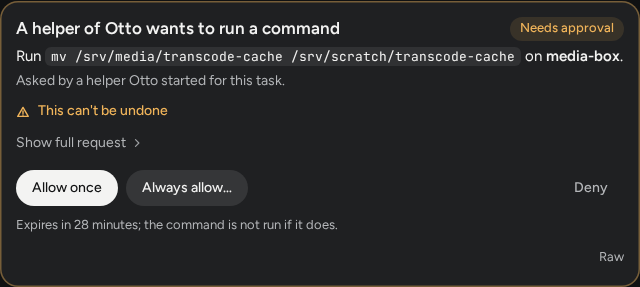 A helper of Otto wants to run a command
Needs approval
Run mv /srv/media/transcode-cache /srv/scratch/transcode-cache on media-box.
Asked by a helper Otto started for this task.
This can't be undone
Show full request
Allow once
Always allow...
Deny
Expires in 28 minutes; the command is not run if it does.
Raw